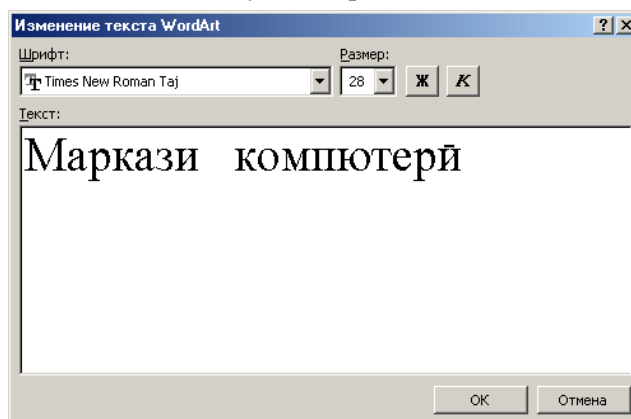 Изменение текста WordArt
Шрифт: Размер:
Times New Roman Taj 28 Ж К
Текст:
Маркази компютерӣ
ОК Отмена